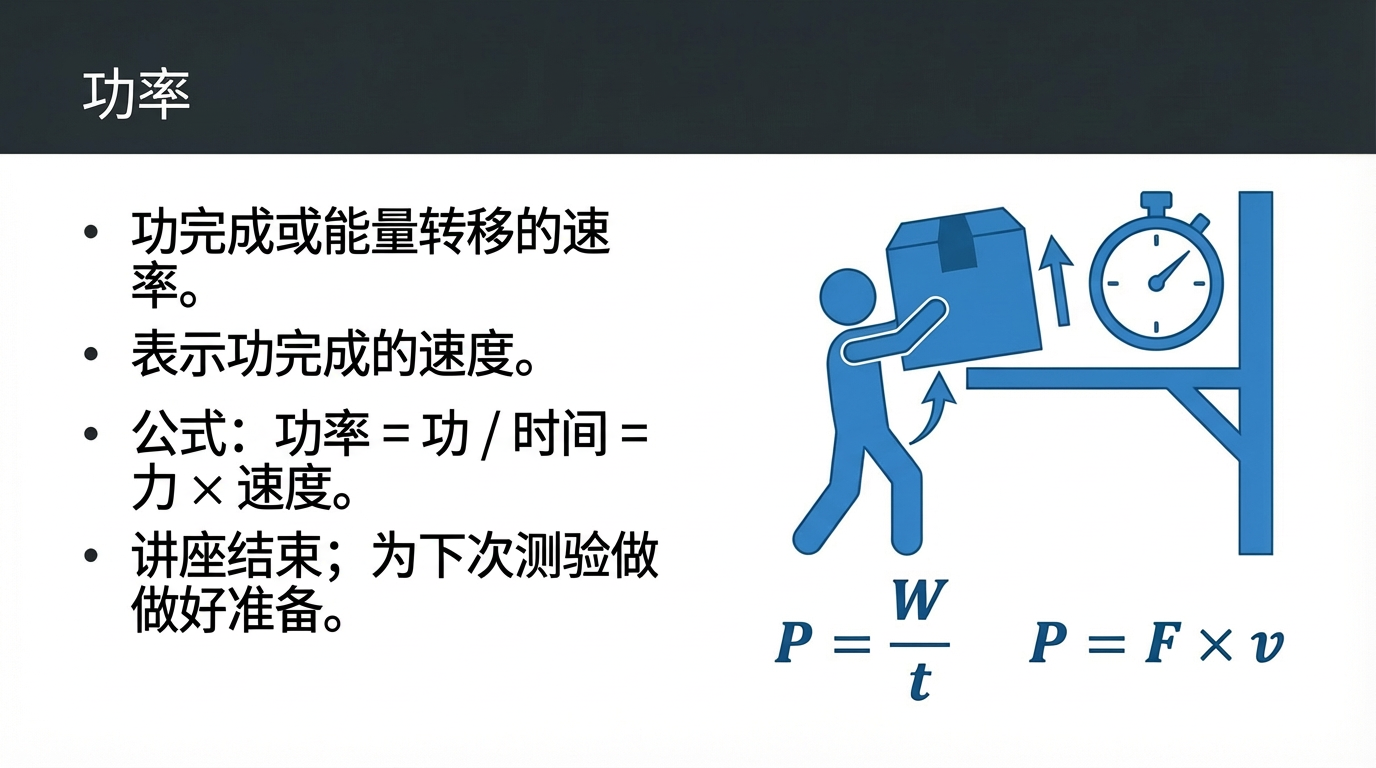 功率
• 功完成或能量转移的速
率。
• 表示功完成的速度。
• 公式：功率 = 功 / 时间 =
力 × 速度。
• 讲座结束；为下次测验做
做好准备。
P = W/t
P = F × v